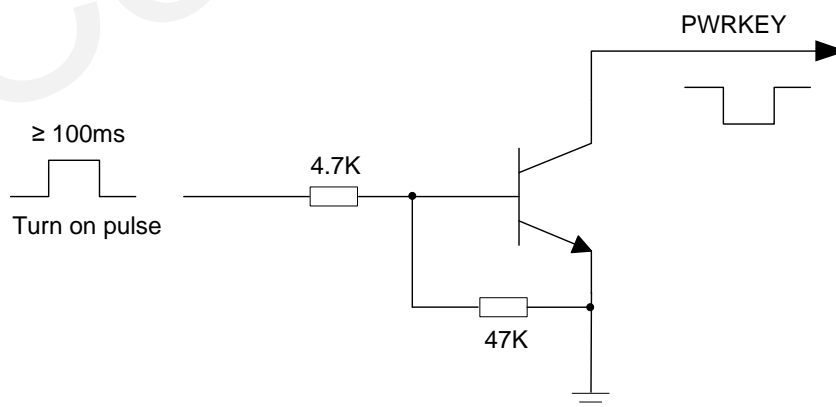 PWRKEY
≥ 100ms
4.7K
Turn on pulse
47K